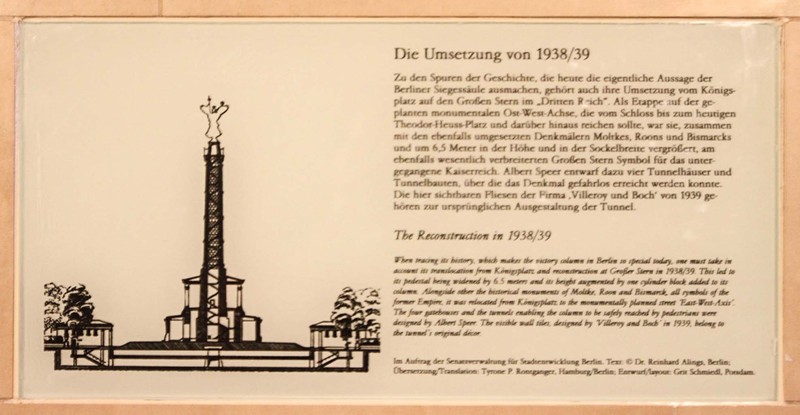 Die Umsetzung von 1938/39
Zu den Spuren der Geschichte, die heute die eigentliche Aussage der
Berliner Siegessäule ausmachen, gehört auch ihre Umsetzung vom Königs-
platz auf den Großen Stern im „Dritten Reich“. Als Etappe auf der ge-
planten monumentalen Ost-West-Achse, die vom Schloss bis zum heutigen
Theodor-Heuss-Platz und darüber hinaus reichen sollte, war sie, zusammen
mit den ebenfalls umgesetzten Denkmälern Moltkes, Roons und Bismarcks
und um 6,5 Meter in der Höhe und in der Sockelbreite vergrößert, am
ebenfalls wesentlich verbreiterten Großen Stern Symbol für das unter-
gegangene Kaiserreich. Albert Speer entwarf dazu vier Tunnelhäuser und
Tunnelbauten, über die das Denkmal gefahrlos erreicht werden konnte.
Die hier sichtbaren Fliesen der Firma ‚Villeroy und Boch‘ von 1939 ge-
hören zur ursprünglichen Ausgestaltung der Tunnel.
The Reconstruction in 1938/39
When tracing its history, which makes the victory column in Berlin so special today, one must take in
account its translocation from Königsplatz and reconstruction at Großer Stern in 1938/39. This led to
its pedestal being widened by 6.5 meters and its height augmented by one cylinder block added to its
column. Alongside other the historical monuments of Moltke, Roon and Bismarck, all symbols of the
former Empire, it was relocated from Königsplatz to the monumentally planned street 'East-West-Axis'.
The four gatehouses and the tunnels enabling the column to be safely reached by pedestrians were
designed by Albert Speer. The visible wall tiles, designed by 'Villeroy and Boch' in 1939, belong to
the tunnel's original décor.
Im Auftrag der Senatsverwaltung für Stadtentwicklung Berlin. Text: © Dr. Reinhard Alings, Berlin;
Übersetzung/Translation: Tyrone P. Rontganger, Hamburg/Berlin; Entwurf/layout: Grit Schmiedl, Potsdam.